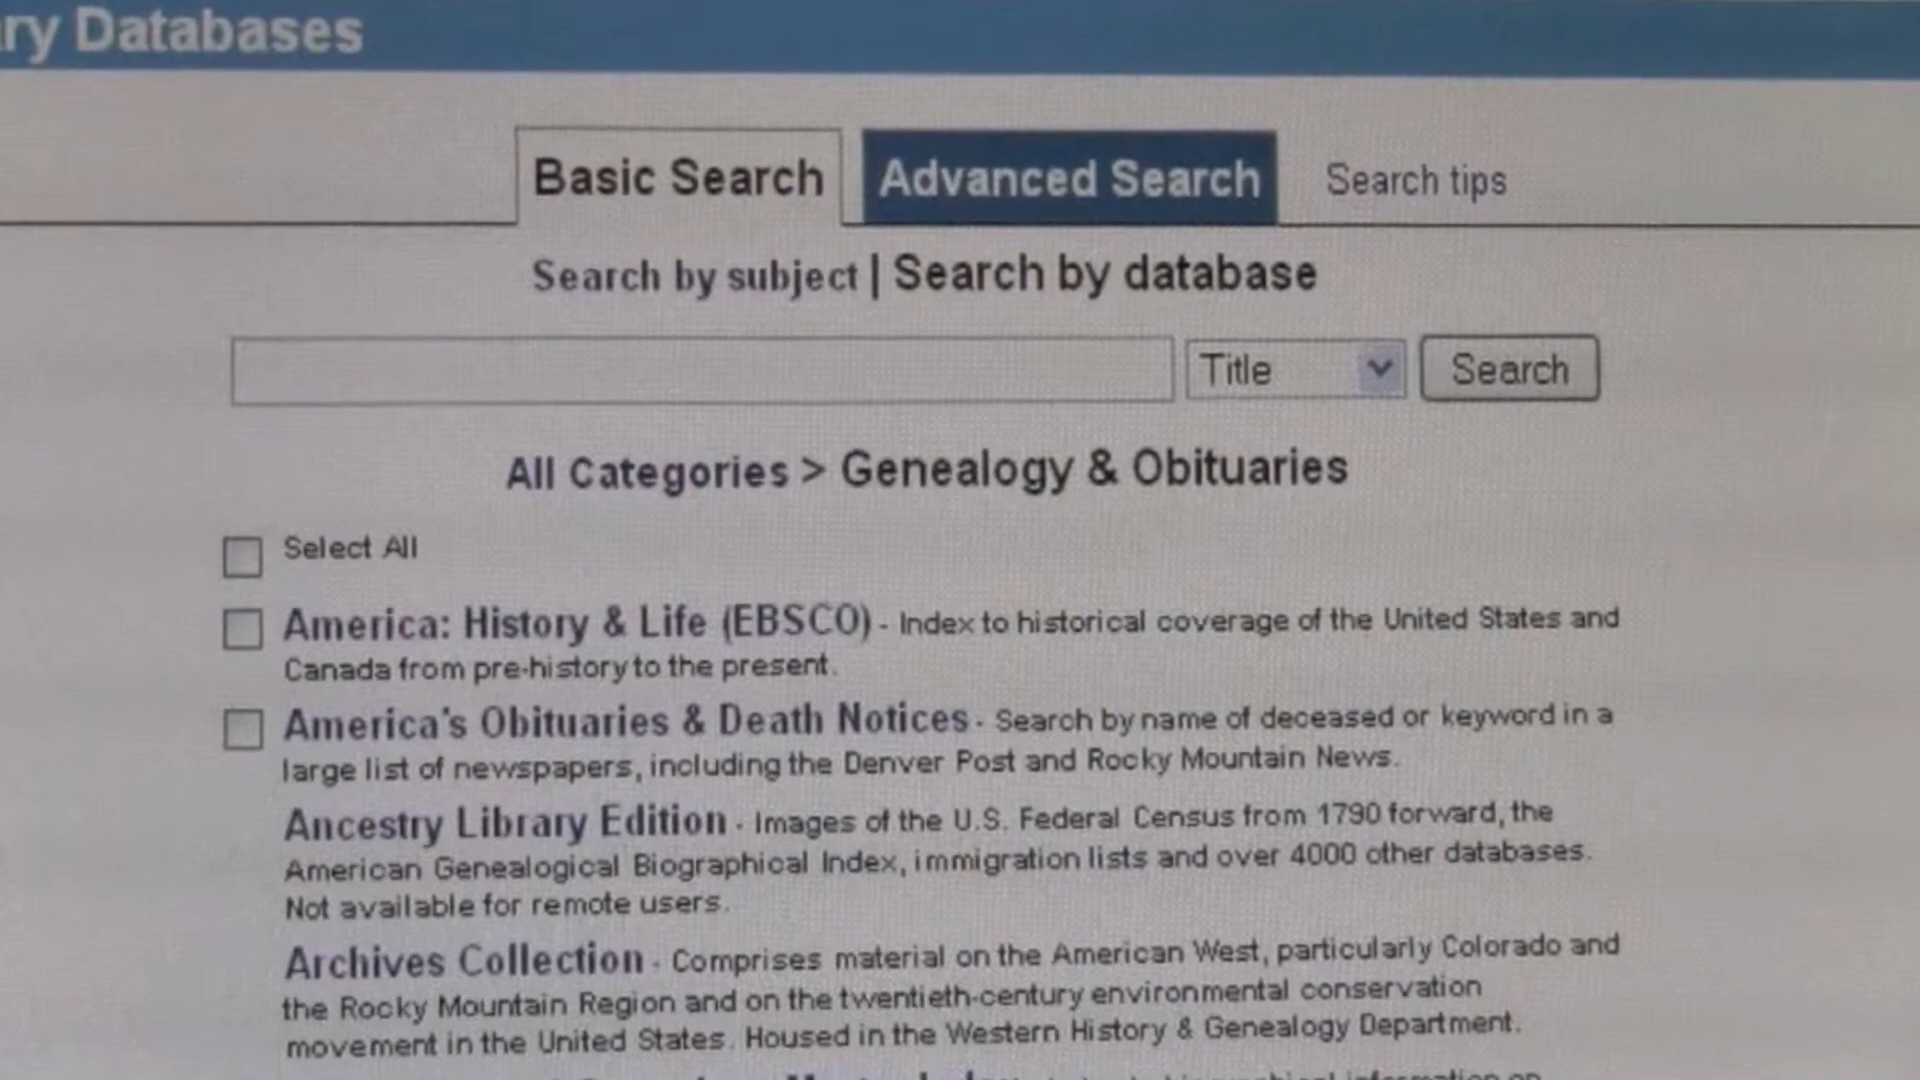 ry Databases
Basic Search Advanced Search Search tips
Search by subject | Search by database
Title Search
All Categories > Genealogy & Obituaries
Select All
America: History & Life (EBSCO) - Index to historical coverage of the United States and
Canada from pre-history to the present.
America's Obituaries & Death Notices - Search by name of deceased or keyword in a
large list of newspapers, including the Denver Post and Rocky Mountain News.
Ancestry Library Edition - Images of the U.S. Federal Census from 1790 forward, the
American Genealogical Biographical Index, immigration lists and over 4000 other databases.
Not available for remote users.
Archives Collection - Comprises material on the American West, particularly Colorado and
the Rocky Mountain Region and on the twentieth-century environmental conservation
movement in the United States. Housed in the Western History & Genealogy Department.